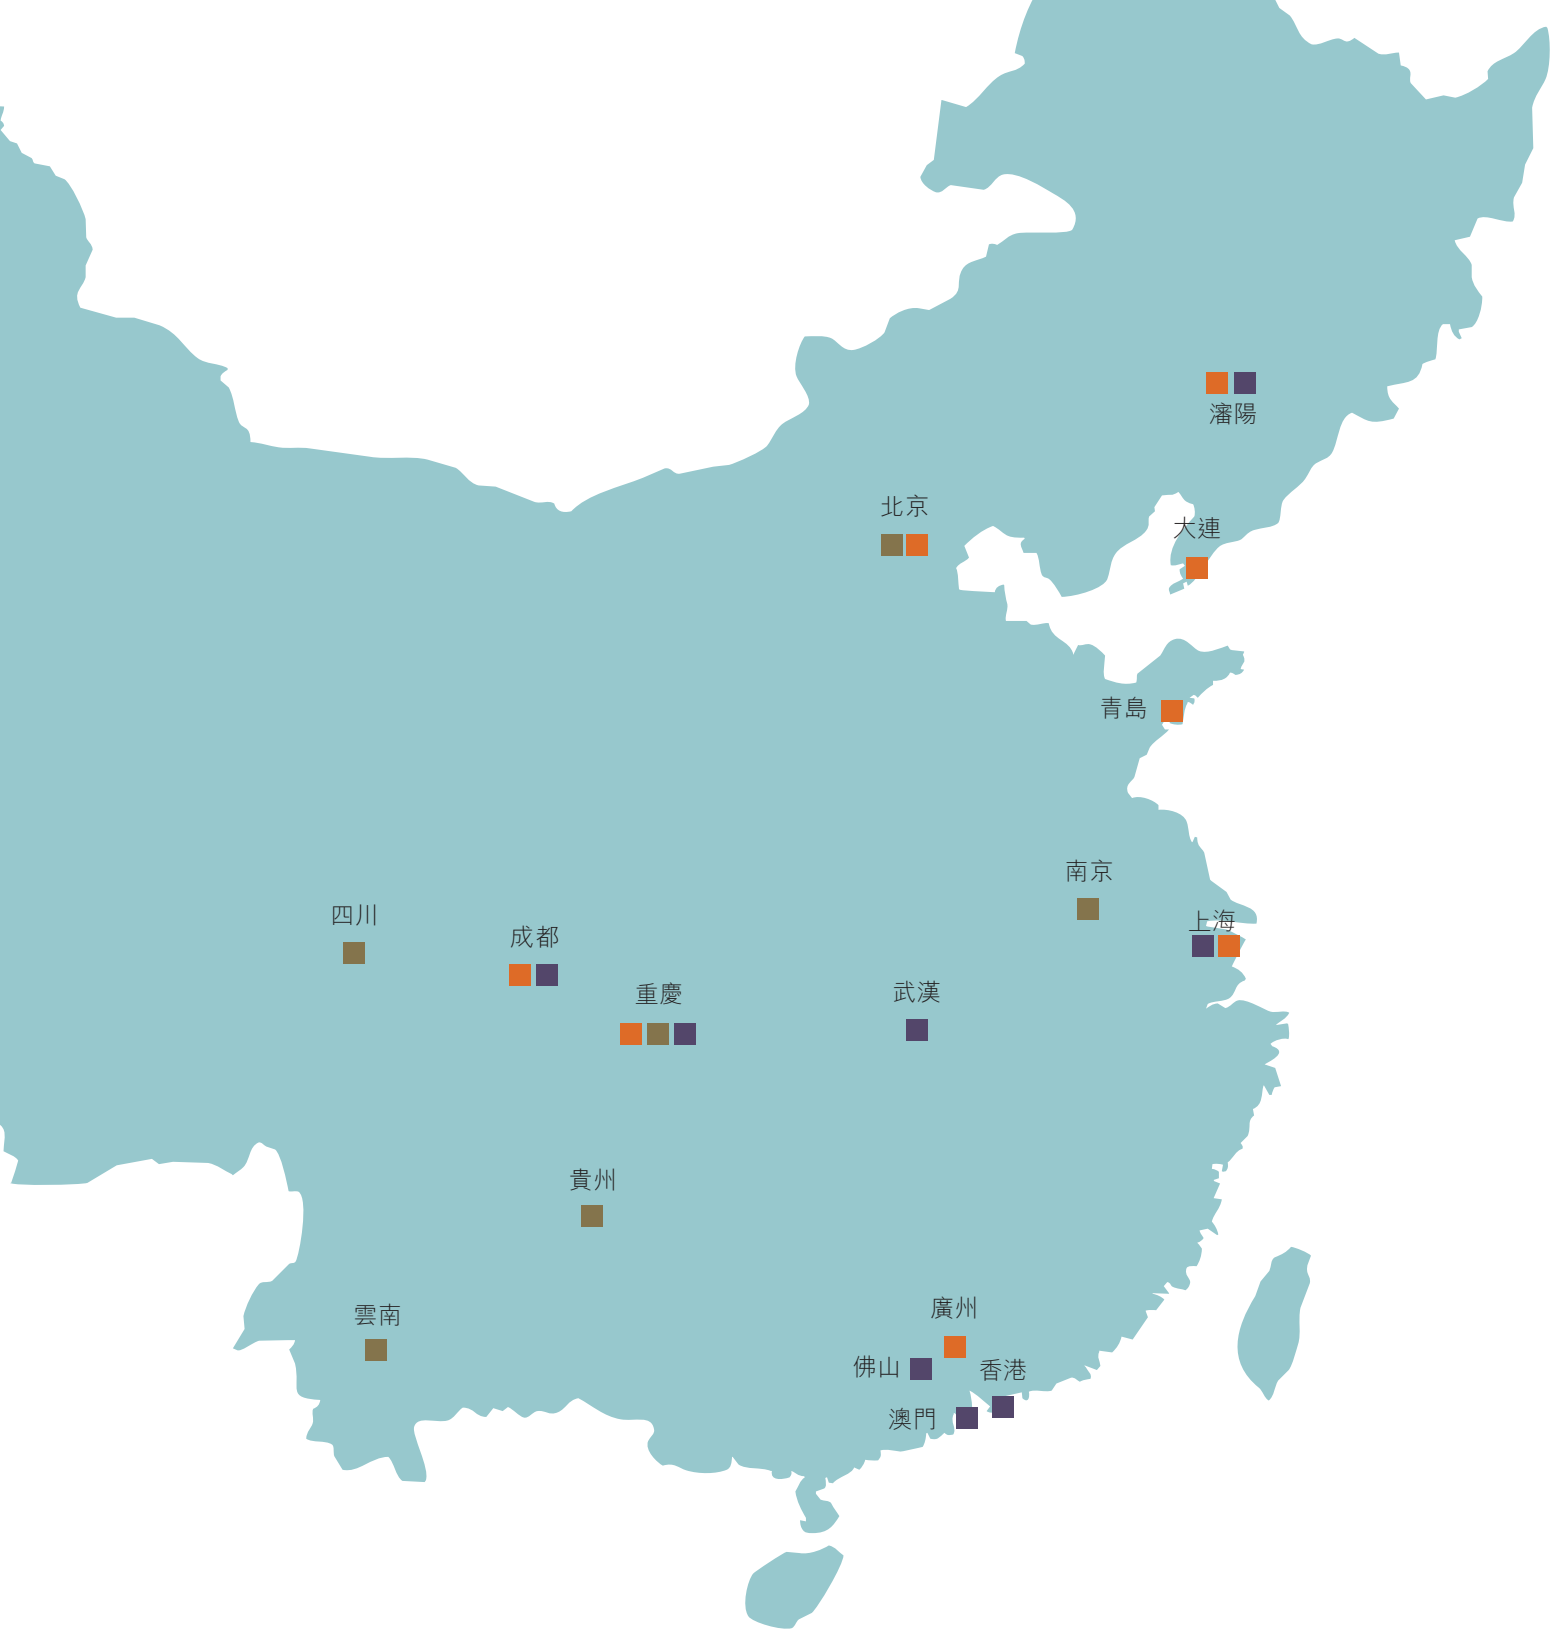 瀋陽
北京
大連
青島
南京
四川
上海
成都
武漢
重慶
貴州
廣州
雲南
佛山
香港
澳門